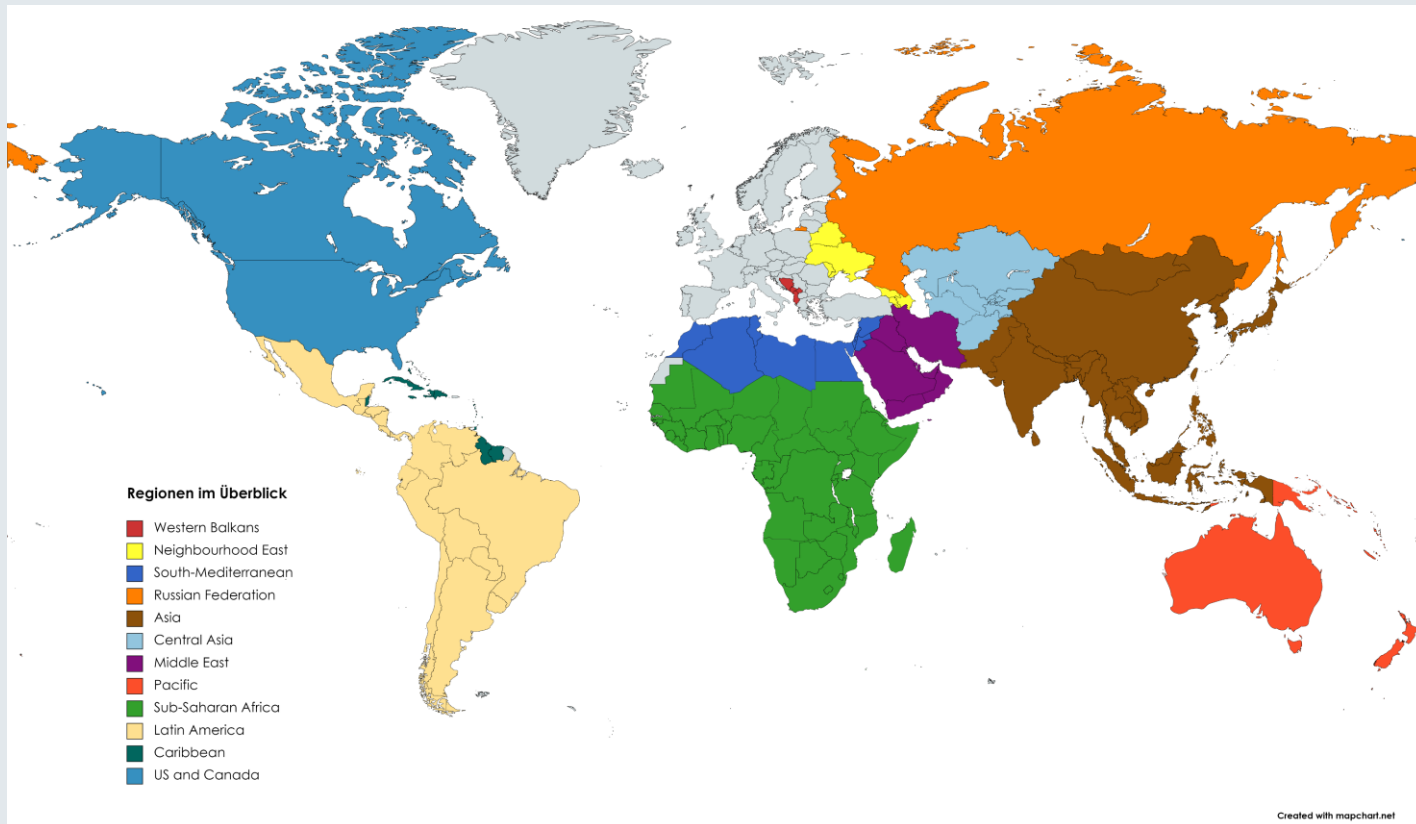 Regionen im Überblick
Western Balkans
Neighbourhood East
South-Mediterranean
Russian Federation
Asia
Central Asia
Middle East
Pacific
Sub-Saharan Africa
Latin America
Caribbean
US and Canada
Created with mapchart.net